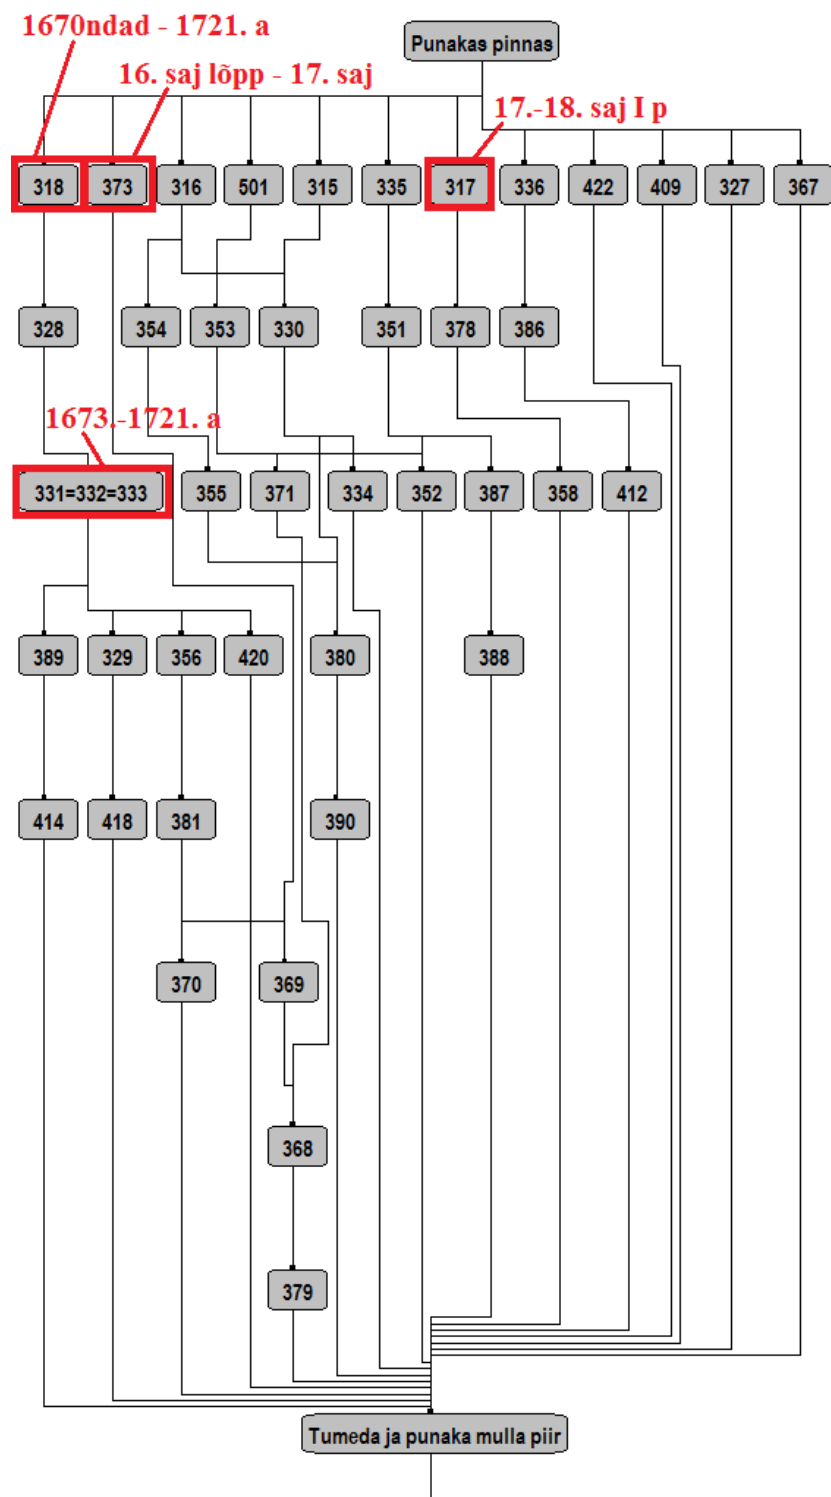 1670ndad - 1721. a
Punakas pinnas
16. saj lõpp - 17. saj
17.-18. saj I p
318 373 316 501 315 335 317 336 422 409 327 367
328 354 353 330 351 378 386
1673.-1721. a
331=332=333 355 371 334 352 387 358 412
389 329 356 420 380 388
414 418 381 390
370 369
368
379
Tumeda ja punaka mulla piir